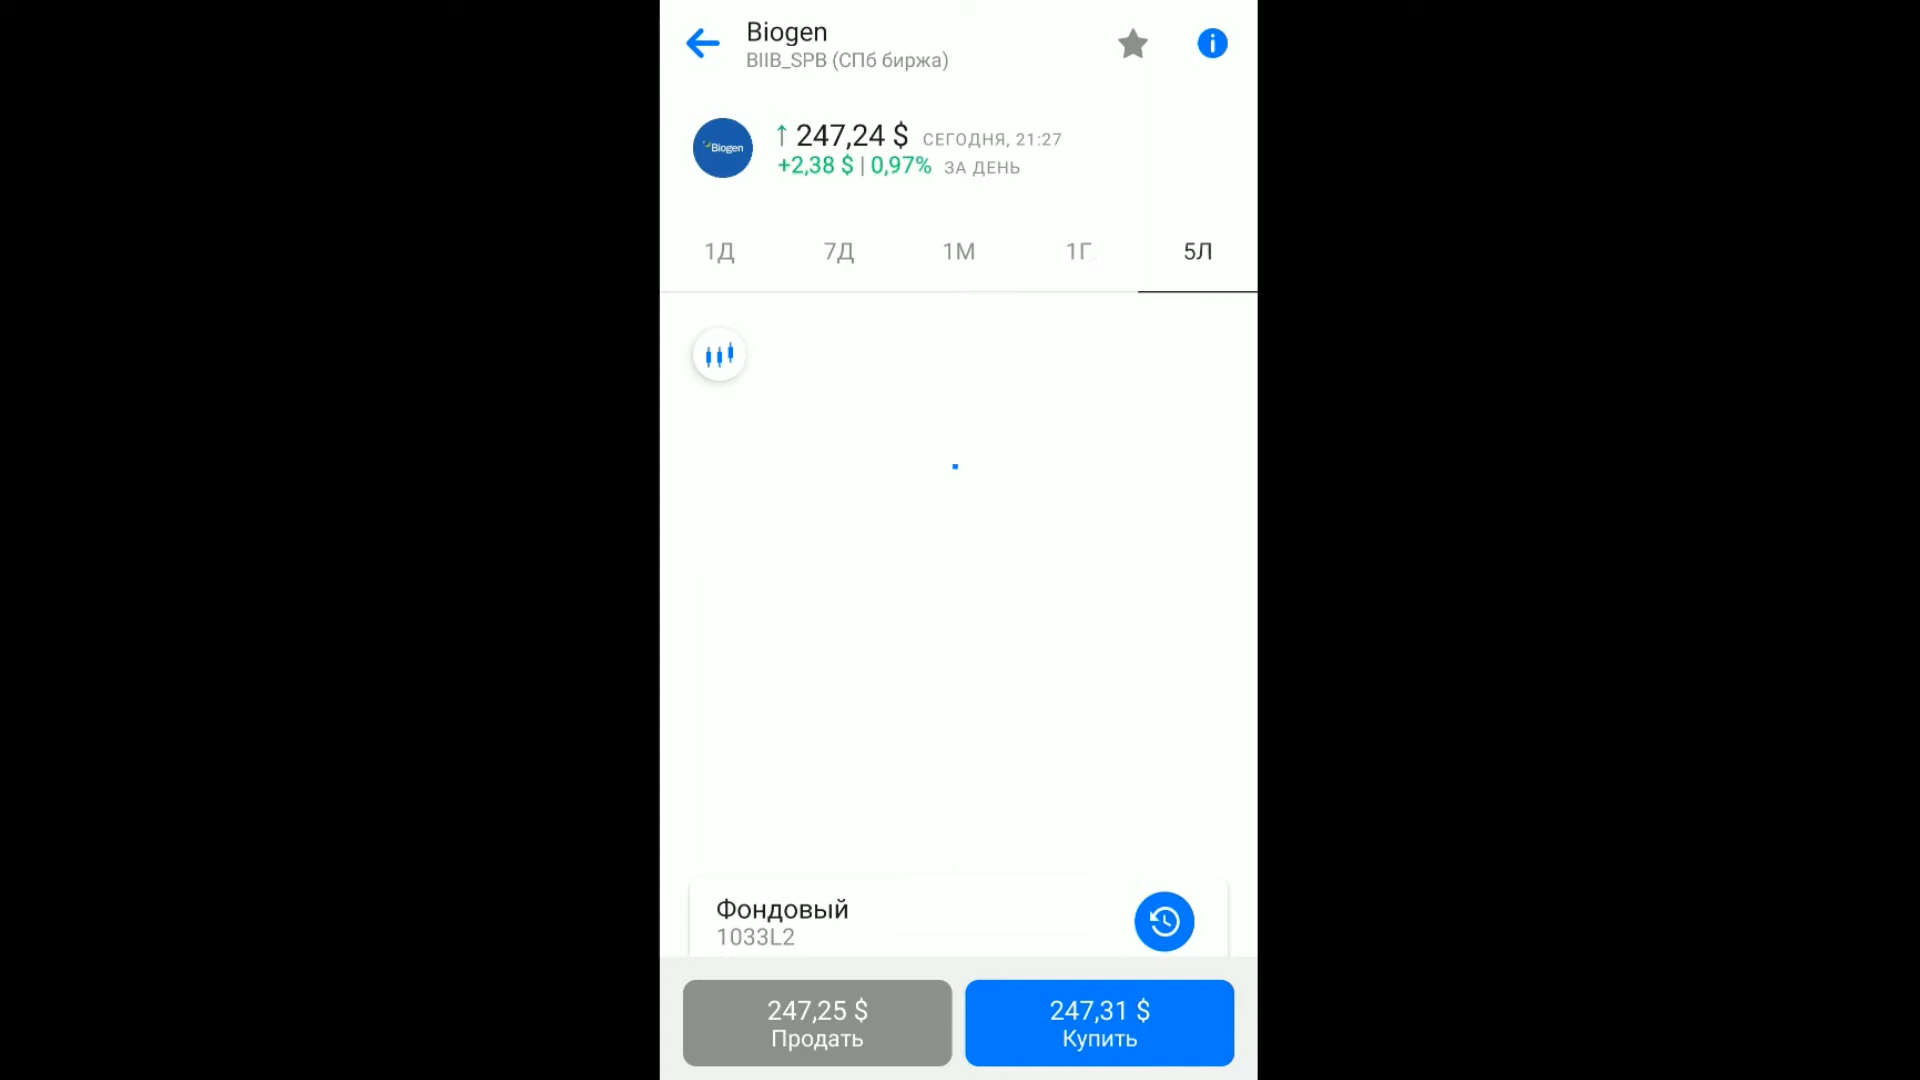 Biogen
BIIB_SPB (СПб биржа)
Biogen
↑ 247,24 $ СЕГОДНЯ, 21:27
+2,38 $ | 0,97% ЗА ДЕНЬ
1Д 7Д 1М 1Г 5Л
Фондовый
1033L2
247,25 $
Продать
247,31 $
Купить